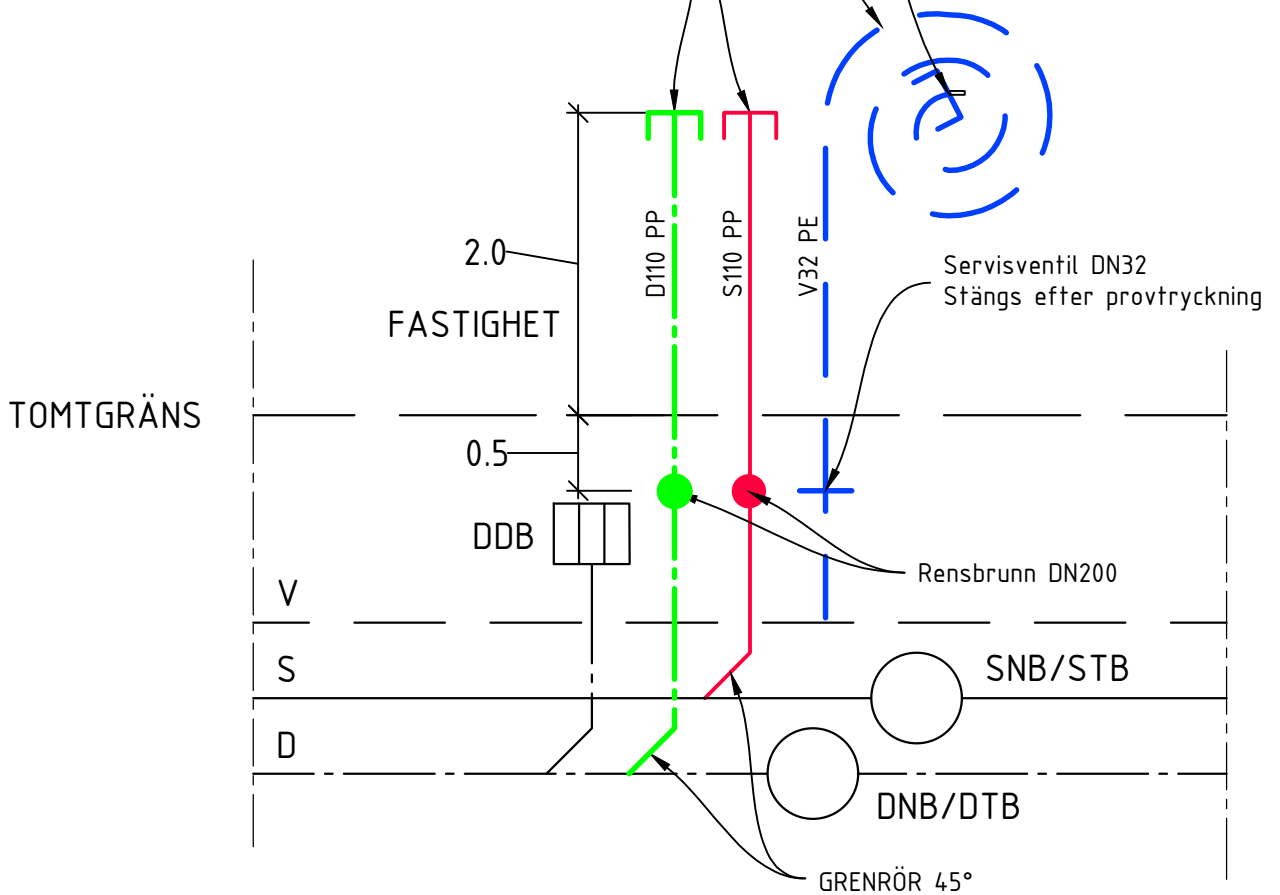 D110 PP
S110 PP
V32 PE
2.0
Servisventil DN32
Stängs efter provtryckning
FASTIGHET
TOMTGRÄNS
0.5
DDB
Rensbrunn DN200
V
S
SNB/STB
D
DNB/DTB
GRENRÖR 45°